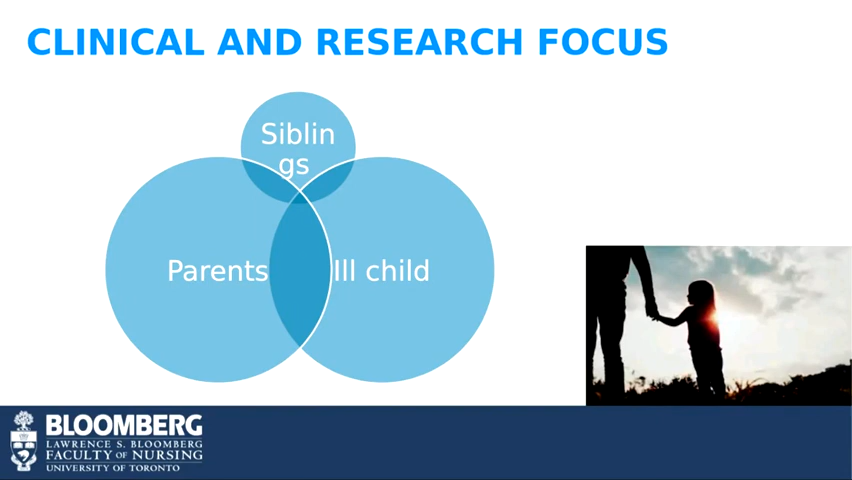 CLINICAL AND RESEARCH FOCUS
Siblin
gs
Parents
Ill child
BLOOMBERG
LAWRENCE S. BLOOMBERG
FACULTY OF NURSING
UNIVERSITY OF TORONTO